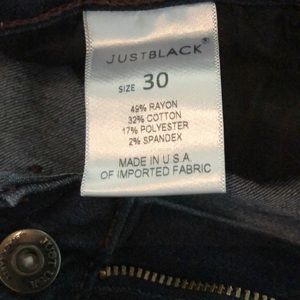 JUSTBLACK®
SIZE 30
49% RAYON
32% COTTON
17% POLYESTER
2% SPANDEX
MADE IN U.S.A.
OF IMPORTED FABRIC